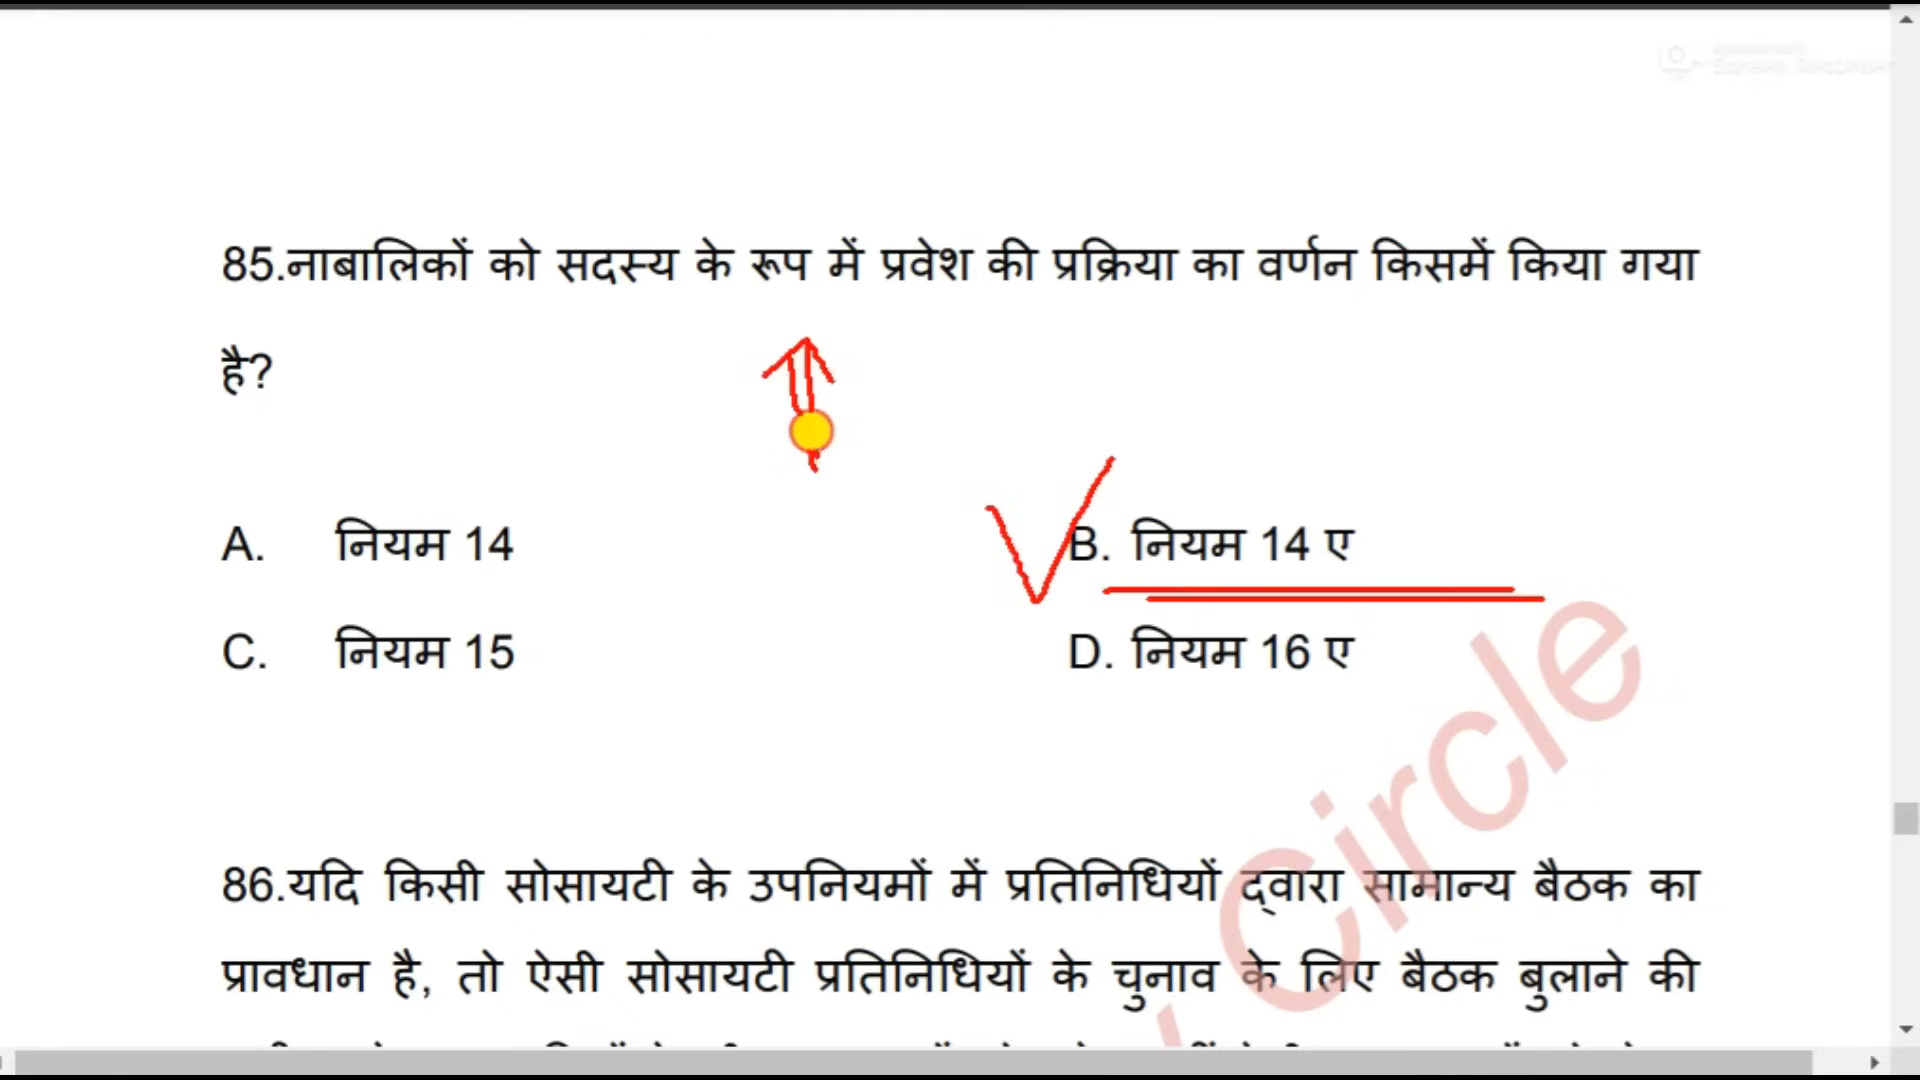 85.नाबालिकों को सदस्य के रूप में प्रवेश की प्रक्रिया का वर्णन किसमें किया गया
है?
A. नियम 14
B. नियम 14 ए
C. नियम 15
D. नियम 16 ए
Circle
86.यदि किसी सोसायटी के उपनियमों में प्रतिनिधियों द्वारा सामान्य बैठक का
प्रावधान है, तो ऐसी सोसायटी प्रतिनिधियों के चुनाव के लिए बैठक बुलाने की